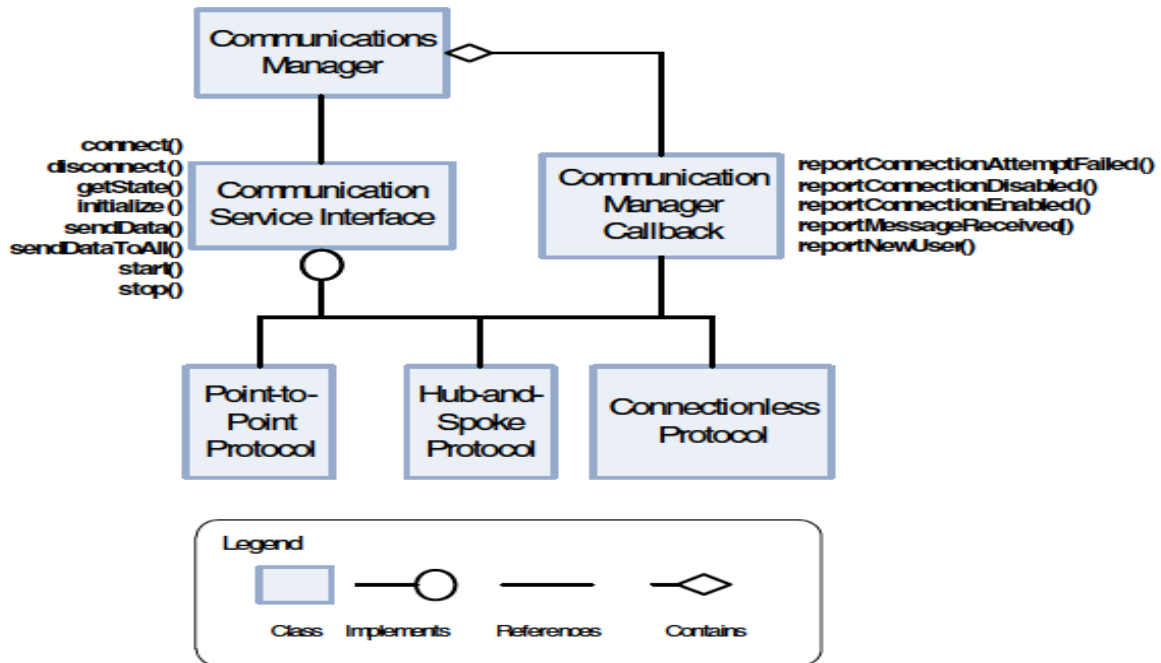 Communications
Manager
connect()
disconnect()
getState()
initialize ()
sendData()
sendDataToAll()
start()
stop()
Communication
Service Interface
Communication
Manager
Callback
reportConnectionAttemptFailed()
reportConnectionDisabled()
reportConnectionEnabled()
reportMessageReceived()
reportNewUser()
Point-to-
Point
Protocol
Hub-and-
Spoke
Protocol
Connectionless
Protocol
Legend
Class
Implements
References
Contains